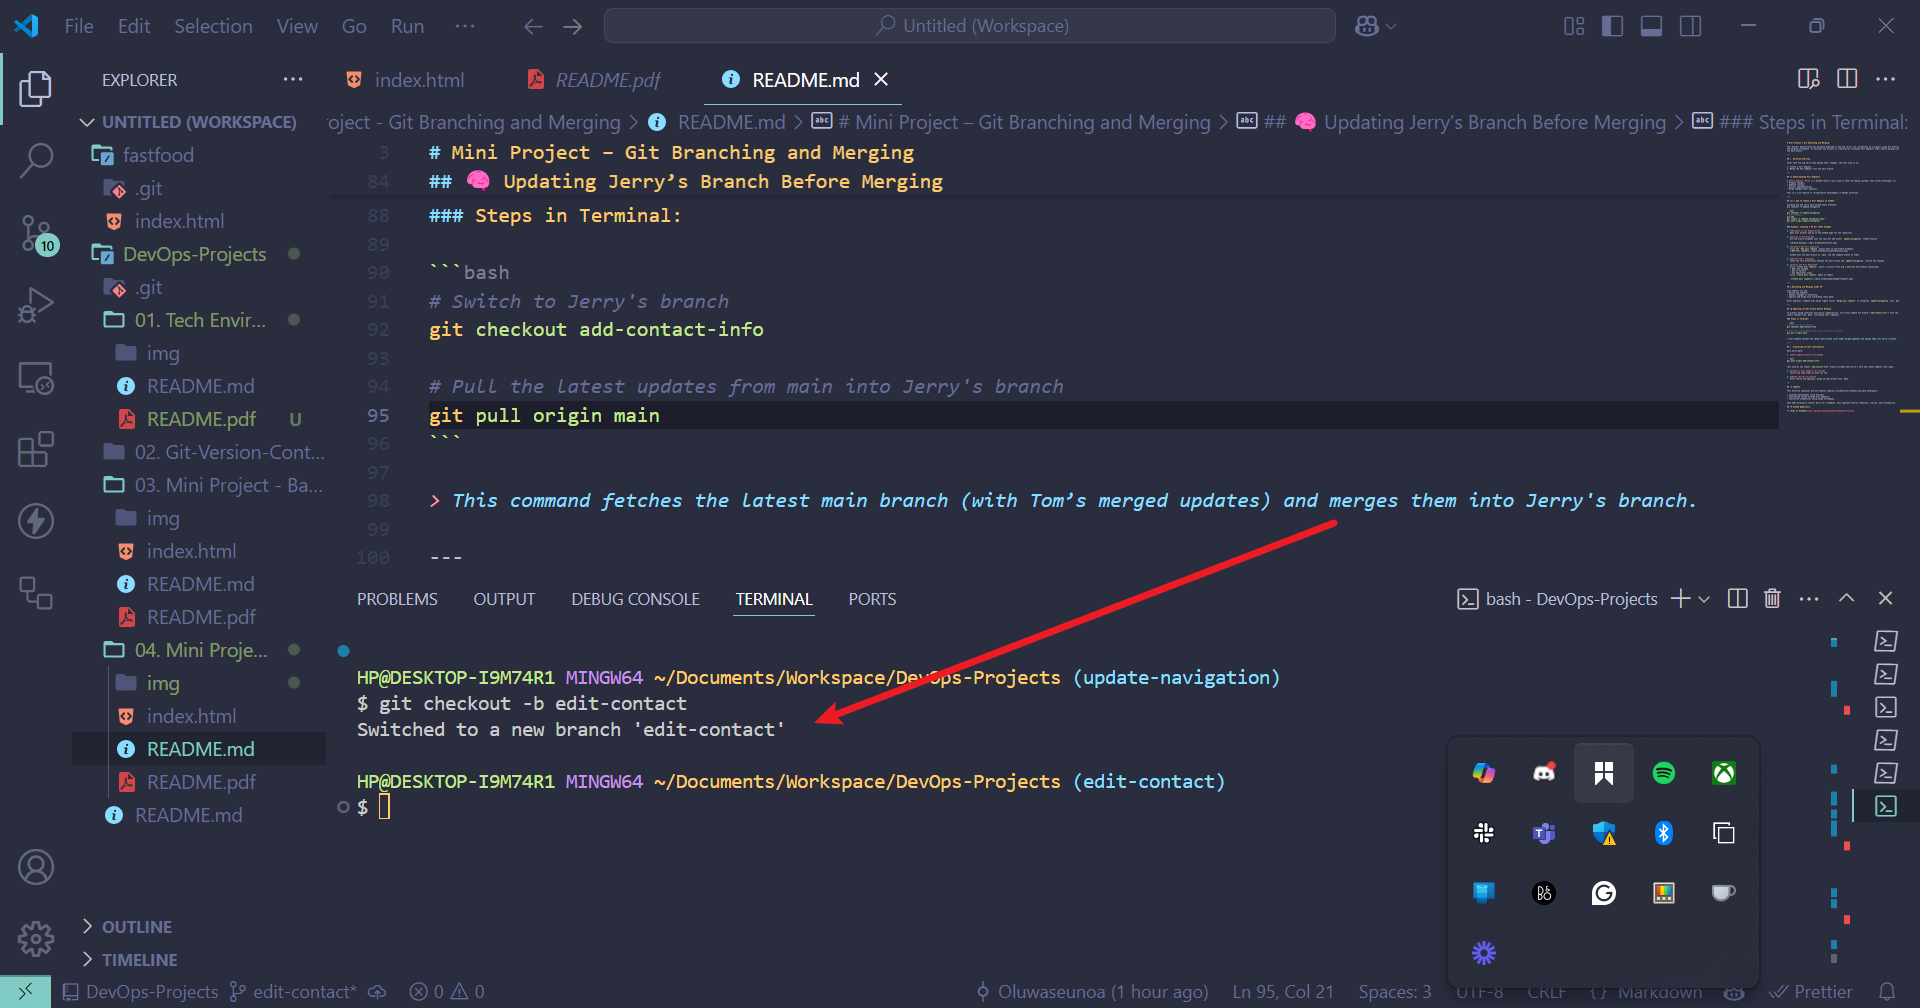 File Edit Selection View Go Run ··· Untitled (Workspace)
EXPLORER ···
index.html
README.pdf
README.md
UNTITLED (WORKSPACE)
fastfood
.git
index.html
DevOps-Projects
.git
01. Tech Envir...
img
README.md
README.pdf U
02. Git-Version-Cont...
03. Mini Project - Ba...
img
index.html
README.md
README.pdf
04. Mini Proje...
img
index.html
README.md
README.pdf
README.md
OUTLINE
TIMELINE
10
roject - Git Branching and Merging > README.md > # Mini Project – Git Branching and Merging > ## 🧠 Updating Jerry’s Branch Before Merging > ### Steps in Terminal:
3 # Mini Project – Git Branching and Merging
84 ## 🧠 Updating Jerry’s Branch Before Merging
88 ### Steps in Terminal:
89
90 ```bash
91 # Switch to Jerry's branch
92 git checkout add-contact-info
93
94 # Pull the latest updates from main into Jerry's branch
95 git pull origin main
96 ```
97
98 > This command fetches the latest main branch (with Tom’s merged updates) and merges them into Jerry's branch.
99
100 ---
PROBLEMS OUTPUT DEBUG CONSOLE TERMINAL PORTS
bash - DevOps-Projects
HP@DESKTOP-I9M74R1 MINGW64 ~/Documents/Workspace/DevOps-Projects (update-navigation)
$ git checkout -b edit-contact
Switched to a new branch 'edit-contact'
HP@DESKTOP-I9M74R1 MINGW64 ~/Documents/Workspace/DevOps-Projects (edit-contact)
$
DevOps-Projects edit-contact* 0 0
Oluwaseunoa (1 hour ago) Ln 95, Col 21 Spaces: 3 UTF-8 CRLF {} Markdown Prettier